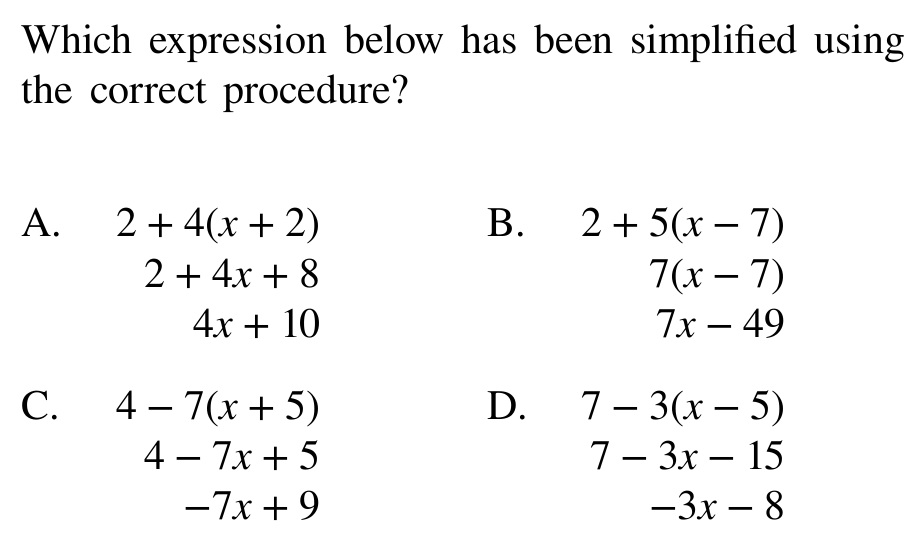 Which expression below has been simplified using
the correct procedure?
A. 2 + 4(x + 2)
2 + 4x + 8
4x + 10
B. 2 + 5(x − 7)
7(x − 7)
7x − 49
C. 4 − 7(x + 5)
4 − 7x + 5
−7x + 9
D. 7 − 3(x − 5)
7 − 3x − 15
−3x − 8